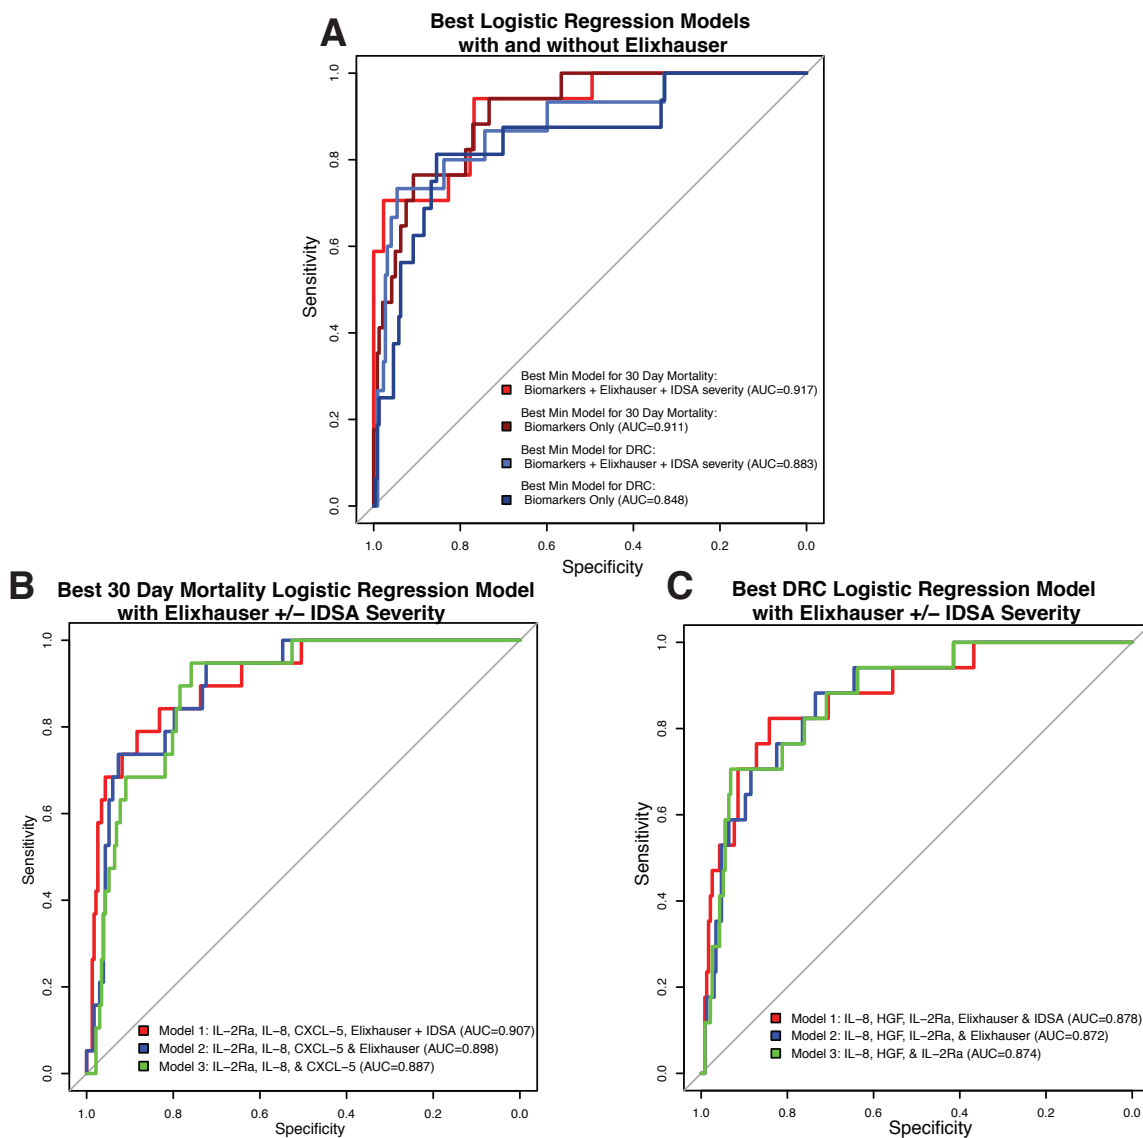 A
Best Logistic Regression Models
with and without Elixhauser
1.0
0.8
0.6
0.4
0.2
0.0
Sensitivity
Best Min Model for 30 Day Mortality:
Biomarkers + Elixhauser + IDSA severity (AUC=0.917)
Best Min Model for 30 Day Mortality:
Biomarkers Only (AUC=0.911)
Best Min Model for DRC:
Biomarkers + Elixhauser + IDSA severity (AUC=0.883)
Best Min Model for DRC:
Biomarkers Only (AUC=0.848)
1.0 0.8 0.6 0.4 0.2 0.0
Specificity
B
Best 30 Day Mortality Logistic Regression Model
with Elixhauser +/− IDSA Severity
1.0
0.8
0.6
0.4
0.2
0.0
Sensitivity
Model 1: IL−2Ra, IL−8, CXCL−5, Elixhauser + IDSA (AUC=0.907)
Model 2: IL−2Ra, IL−8, CXCL−5 & Elixhauser (AUC=0.898)
Model 3: IL−2Ra, IL−8, & CXCL−5 (AUC=0.887)
1.0 0.8 0.6 0.4 0.2 0.0
Specificity
C
Best DRC Logistic Regression Model
with Elixhauser +/− IDSA Severity
1.0
0.8
0.6
0.4
0.2
0.0
Sensitivity
Model 1: IL−8, HGF, IL−2Ra, Elixhauser & IDSA (AUC=0.878)
Model 2: IL−8, HGF, IL−2Ra, & Elixhauser (AUC=0.872)
Model 3: IL−8, HGF, & IL−2Ra (AUC=0.874)
1.0 0.8 0.6 0.4 0.2 0.0
Specificity